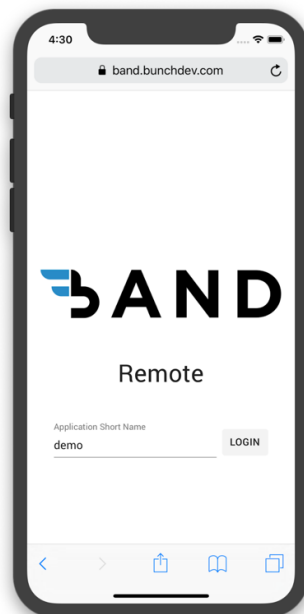 4:30
band.bunchdev.com
BAND
Remote
Application Short Name
demo
LOGIN